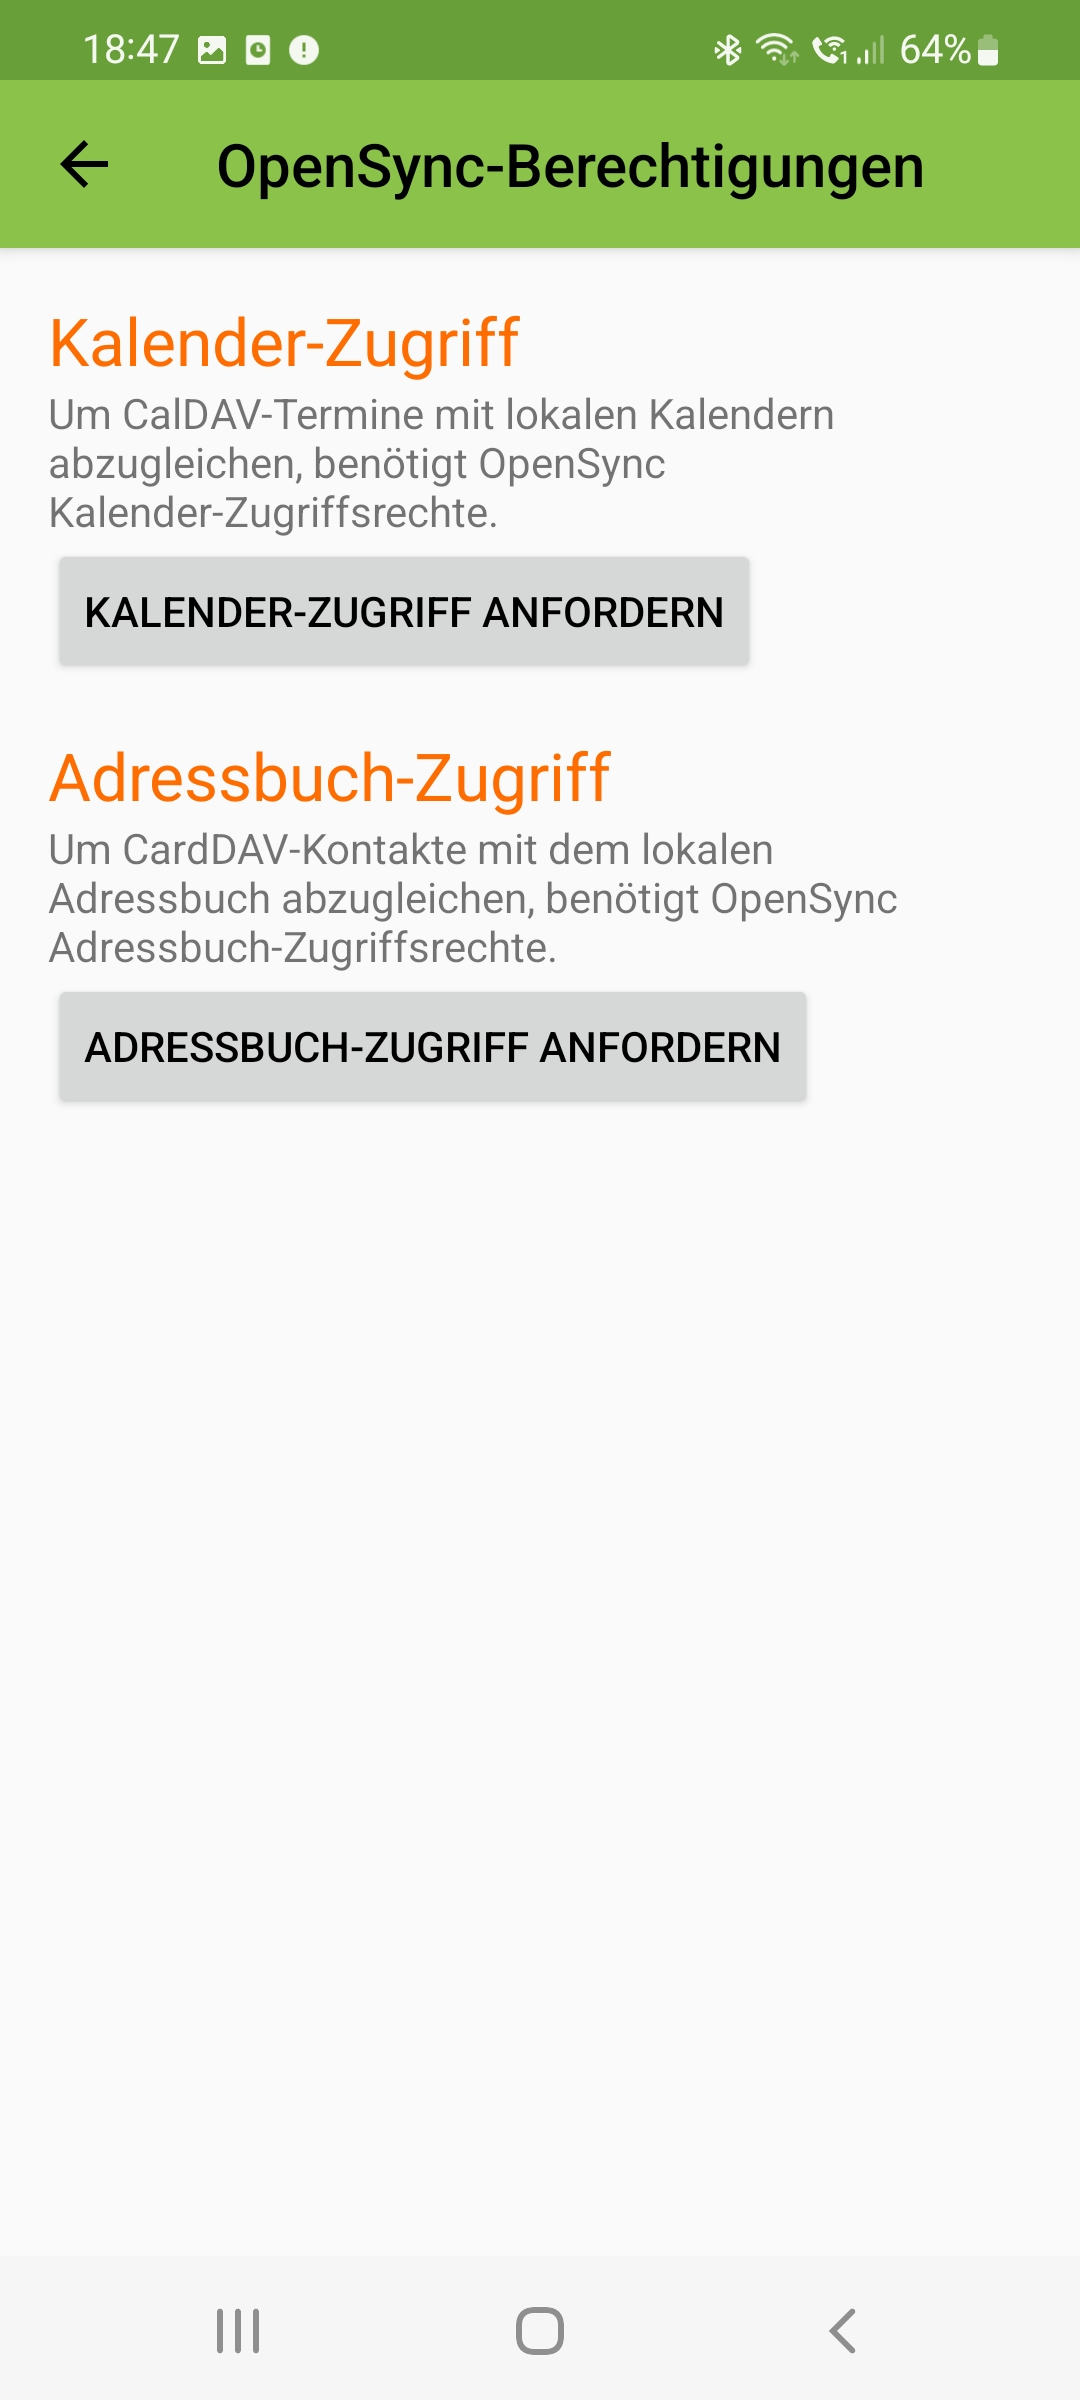 18:47
64%
OpenSync-Berechtigungen
Kalender-Zugriff
Um CalDAV-Termine mit lokalen Kalendern
abzugleichen, benötigt OpenSync
Kalender-Zugriffsrechte.
KALENDER-ZUGRIFF ANFORDERN
Adressbuch-Zugriff
Um CardDAV-Kontakte mit dem lokalen
Adressbuch abzugleichen, benötigt OpenSync
Adressbuch-Zugriffsrechte.
ADRESSBUCH-ZUGRIFF ANFORDERN